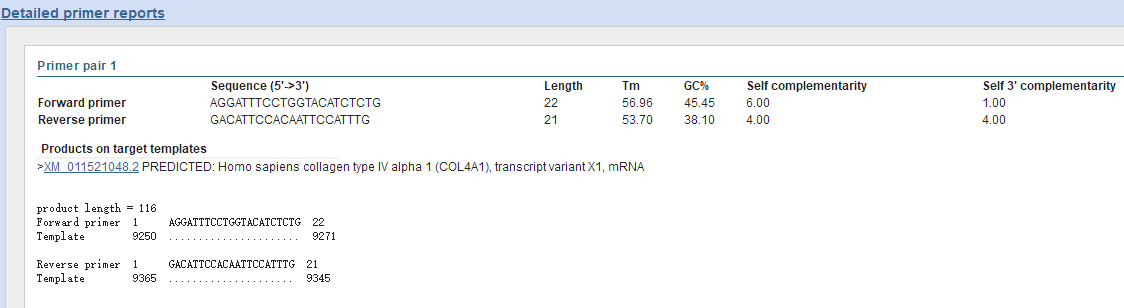 Detailed primer reports
Primer pair 1
Sequence (5'->3') Length Tm GC% Self complementarity Self 3' complementarity
Forward primer AGGATTTCCTGGTACATCTCTG 22 56.96 45.45 6.00 1.00
Reverse primer GACATTCCACAATTCCATTTG 21 53.70 38.10 4.00 4.00
Products on target templates
>XM_011521048.2 PREDICTED: Homo sapiens collagen type IV alpha 1 (COL4A1), transcript variant X1, mRNA
product length = 116
Forward primer 1 AGGATTTCCTGGTACATCTCTG 22
Template 9250 ...................... 9271
Reverse primer 1 GACATTCCACAATTCCATTTG 21
Template 9365 ..................... 9345